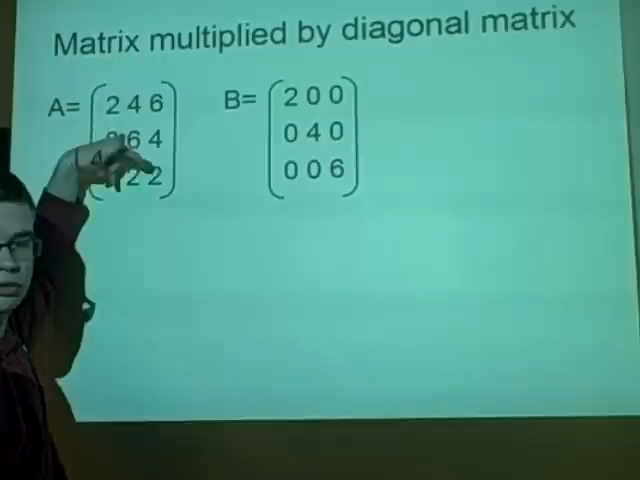 Matrix multiplied by diagonal matrix
A= 2 4 6 B= 2 0 0
6 4 0 4 0
2 2 0 0 6